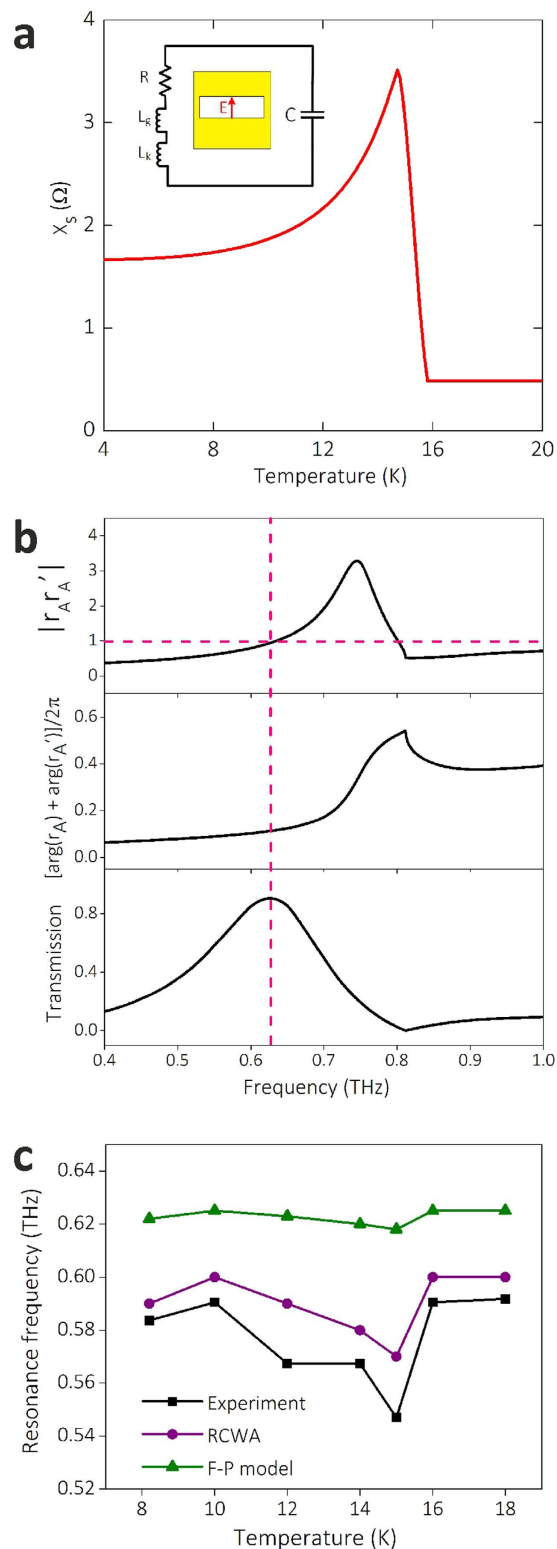 a
X_S (Ω)
4
3
2
1
0
R
L_g
L_k
E
C
4
8
12
16
20
Temperature (K)
b
|r_A r_A'|
4
3
2
1
0
[arg(r_A) + arg(r_A')]/2π
0.6
0.4
0.2
0.0
Transmission
0.8
0.4
0.0
0.4
0.5
0.6
0.7
0.8
0.9
1.0
Frequency (THz)
c
Resonance frequency (THz)
0.64
0.62
0.60
0.58
0.56
0.54
0.52
Experiment
RCWA
F-P model
8
10
12
14
16
18
Temperature (K)